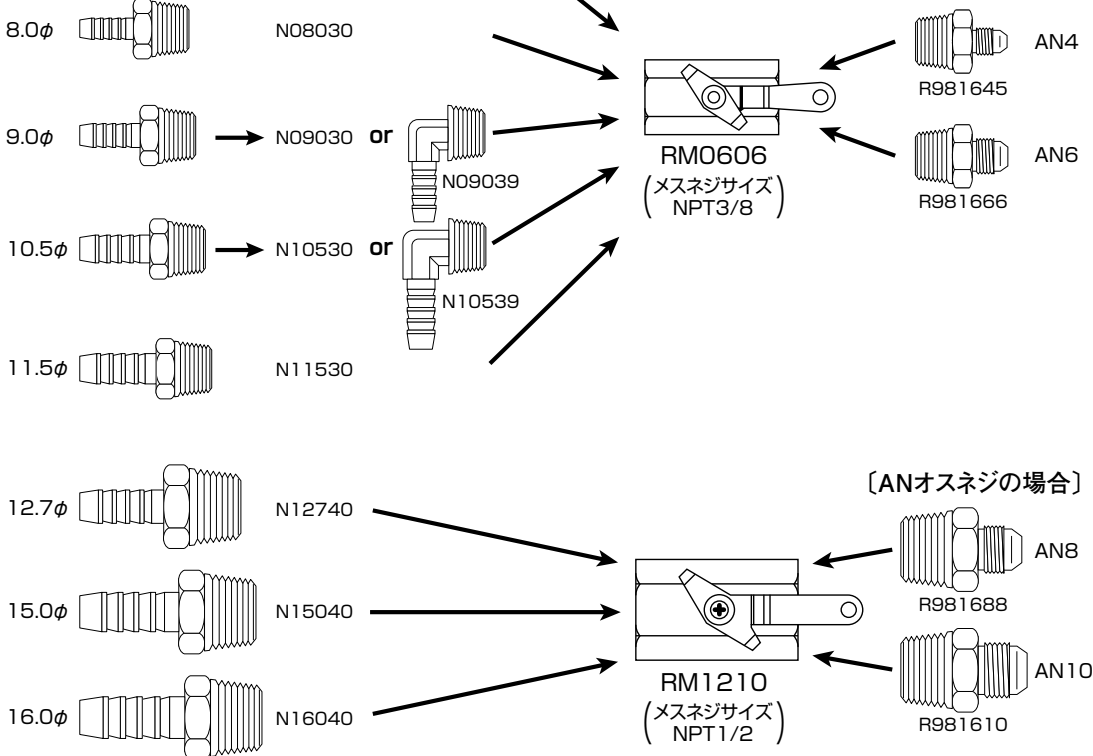 8.0φ N08030
AN4
R981645
9.0φ N09030 or
N09039
RM0606
(メスネジサイズ
NPT3/8)
AN6
R981666
10.5φ N10530 or
N10539
11.5φ N11530
〔ANオスネジの場合〕
12.7φ N12740
AN8
R981688
15.0φ N15040
RM1210
(メスネジサイズ
NPT1/2)
AN10
R981610
16.0φ N16040